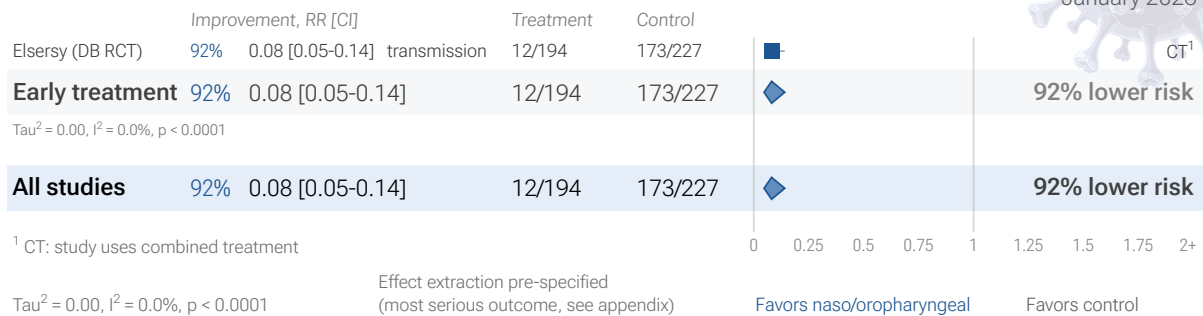 January 2023
Improvement, RR [CI] Treatment Control
Elsersy (DB RCT) 92% 0.08 [0.05-0.14] transmission 12/194 173/227 CT¹
Early treatment 92% 0.08 [0.05-0.14] 12/194 173/227 92% lower risk
Tau² = 0.00, I² = 0.0%, p < 0.0001
All studies 92% 0.08 [0.05-0.14] 12/194 173/227 92% lower risk
¹ CT: study uses combined treatment 0 0.25 0.5 0.75 1 1.25 1.5 1.75 2+
Effect extraction pre-specified
Tau² = 0.00, I² = 0.0%, p < 0.0001 (most serious outcome, see appendix) Favors naso/oropharyngeal Favors control